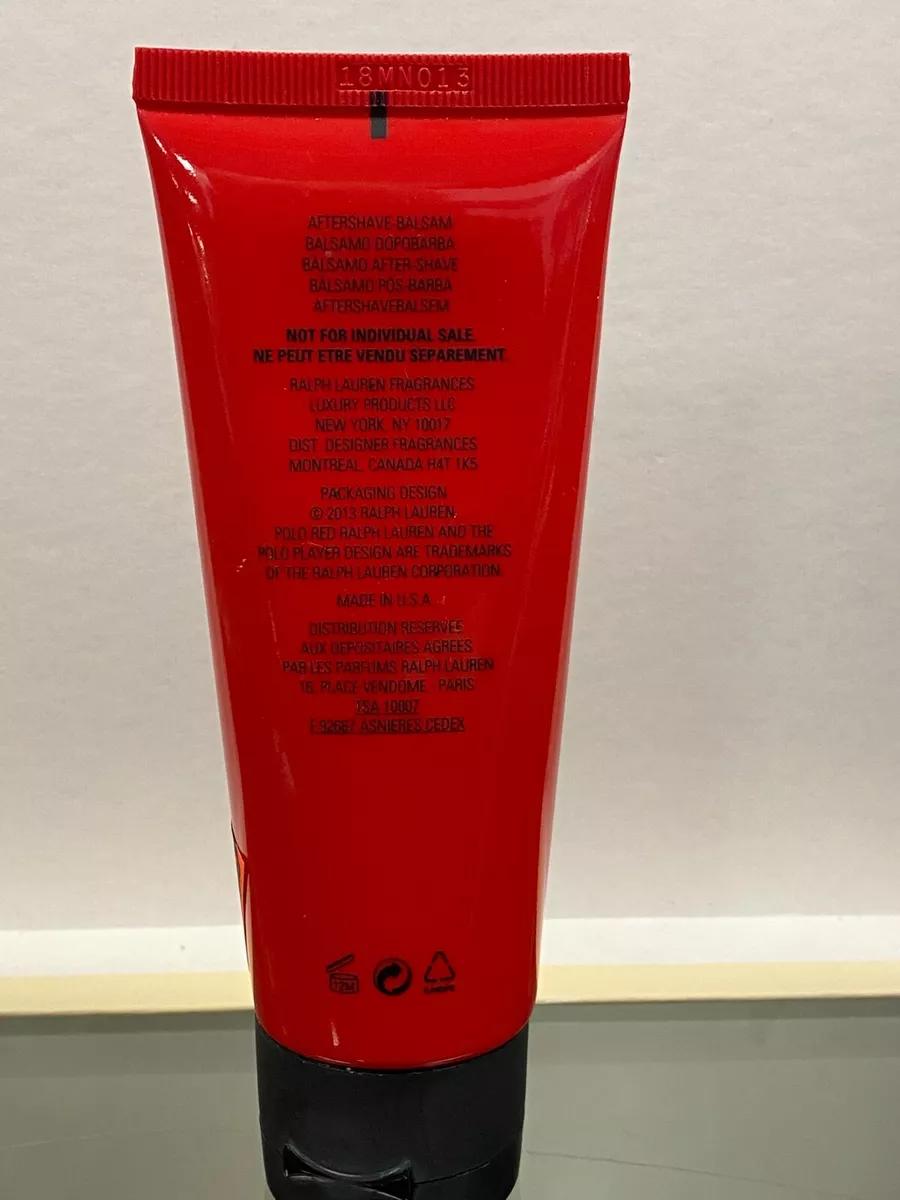 18MN013
AFTERSHAVE-BALSAM
BALSAMO DOPOBARBA
BÁLSAMO AFTER-SHAVE
BÁLSAMO PÓS-BARBA
AFTERSHAVEBALSEM
NOT FOR INDIVIDUAL SALE.
NE PEUT ETRE VENDU SEPAREMENT.
RALPH LAUREN FRAGRANCES
LUXURY PRODUCTS LLC
NEW YORK, NY 10017
DIST. DESIGNER FRAGRANCES
MONTREAL, CANADA H4T 1K5
PACKAGING DESIGN
© 2013 RALPH LAUREN.
POLO RED RALPH LAUREN AND THE
POLO PLAYER DESIGN ARE TRADEMARKS
OF THE RALPH LAUREN CORPORATION.
MADE IN U.S.A.
DISTRIBUTION RESERVEE
AUX DEPOSITAIRES AGREES
PAR LES PARFUMS RALPH LAUREN
16, PLACE VENDOME - PARIS
TSA 10007
F-92667 ASNIERES CEDEX
12M